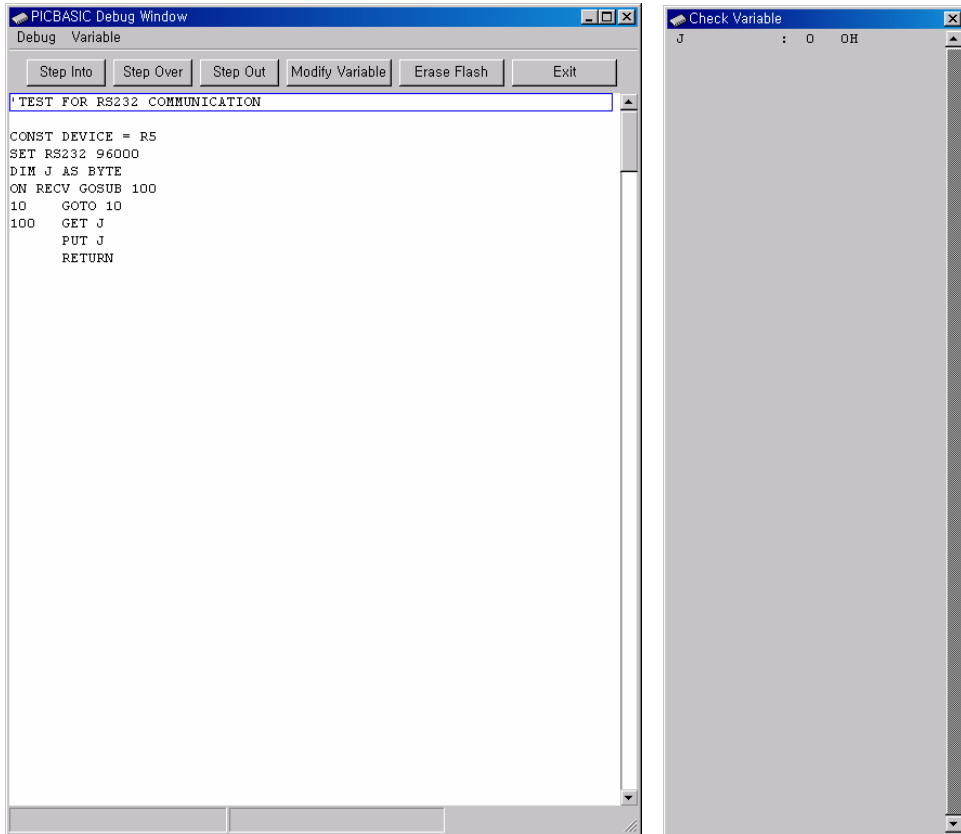 PICBASIC Debug Window
Debug Variable
Step Into Step Over Step Out Modify Variable Erase Flash Exit
'TEST FOR RS232 COMMUNICATION
CONST DEVICE = R5
SET RS232 96000
DIM J AS BYTE
ON RECV GOSUB 100
10 GOTO 10
100 GET J
PUT J
RETURN
Check Variable
J : 0 0H